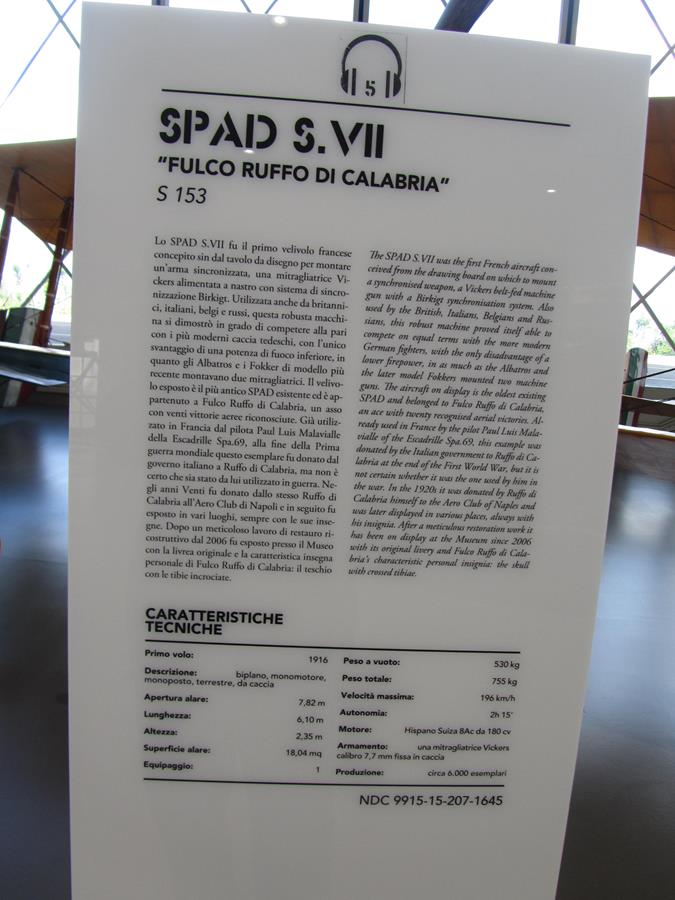 5
SPAD S.VII
"FULCO RUFFO DI CALABRIA"
S 153
Lo SPAD S.VII fu il primo velivolo francese
concepito sin dal tavolo da disegno per montare
un'arma sincronizzata, una mitragliatrice Vi-
ckers alimentata a nastro con sistema di sincro-
nizzazione Birkigt. Utilizzata anche da britanni-
ci, italiani, belgi e russi, questa robusta macchi-
na si dimostrò in grado di competere alla pari
con i più moderni caccia tedeschi, con l'unico
svantaggio di una potenza di fuoco inferiore, in
quanto gli Albatros e i Fokker di modello più
recente montavano due mitragliatrici. Il velivo-
lo esposto è il più antico SPAD esistente ed è ap-
partenuto a Fulco Ruffo di Calabria, un asso
con venti vittorie aeree riconosciute. Già utiliz-
zato in Francia dal pilota Paul Luis Malavialle
della Escadrille Spa.69, alla fine della Prima
guerra mondiale questo esemplare fu donato dal
governo italiano a Ruffo di Calabria, ma non è
certo che sia stato da lui utilizzato in guerra. Ne-
gli anni Venti fu donato dallo stesso Ruffo di
Calabria all'Aero Club di Napoli e in seguito fu
esposto in vari luoghi, sempre con le sue inse-
gne. Dopo un meticoloso lavoro di restauro ri-
costruttivo dal 2006 fu esposto presso il Museo
con la livrea originale e la caratteristica insegna
personale di Fulco Ruffo di Calabria: il teschio
con le tibie incrociate.
The SPAD S.VII was the first French aircraft con-
ceived from the drawing board on which to mount
a synchronised weapon, a Vickers belt-fed machine
gun with a Birkigt synchronisation system. Also
used by the British, Italians, Belgians and Rus-
sians, this robust machine proved itself able to
compete on equal terms with the more modern
German fighters, with the only disadvantage of a
lower firepower, in as much as the Albatros and
the later model Fokkers mounted two machine
guns. The aircraft on display is the oldest existing
SPAD and belonged to Fulco Ruffo di Calabria,
an ace with twenty recognised aerial victories. Al-
ready used in France by the pilot Paul Luis Mala-
vialle of the Escadrille Spa.69, this example was
donated by the Italian government to Ruffo di Ca-
labria at the end of the First World War, but it is
not certain whether it was the one used by him in
the war. In the 1920s it was donated by Ruffo di
Calabria himself to the Aero Club of Naples and
was later displayed in various places, always with
his insignia. After a meticulous restoration work it
has been on display at the Museum since 2006
with its original livery and Fulco Ruffo di Cala-
bria's characteristic personal insignia: the skull
with crossed tibiae.
CARATTERISTICHE
TECNICHE
Primo volo: 1916
Descrizione: biplano, monomotore,
monoposto, terrestre, da caccia
Apertura alare: 7,82 m
Lunghezza: 6,10 m
Altezza: 2,35 m
Superficie alare: 18,04 mq
Equipaggio: 1
Peso a vuoto: 530 kg
Peso totale: 755 kg
Velocità massima: 196 km/h
Autonomia: 2h 15'
Motore: Hispano Suiza 8Ac da 180 cv
Armamento: una mitragliatrice Vickers
calibro 7,7 mm fissa in caccia
Produzione: circa 6.000 esemplari
NDC 9915-15-207-1645